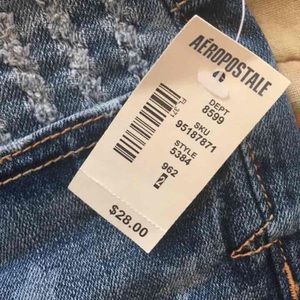 AÉROPOSTALE
DEPT
8599
SKU
95187871
STYLE
5384
962
2
$28.00